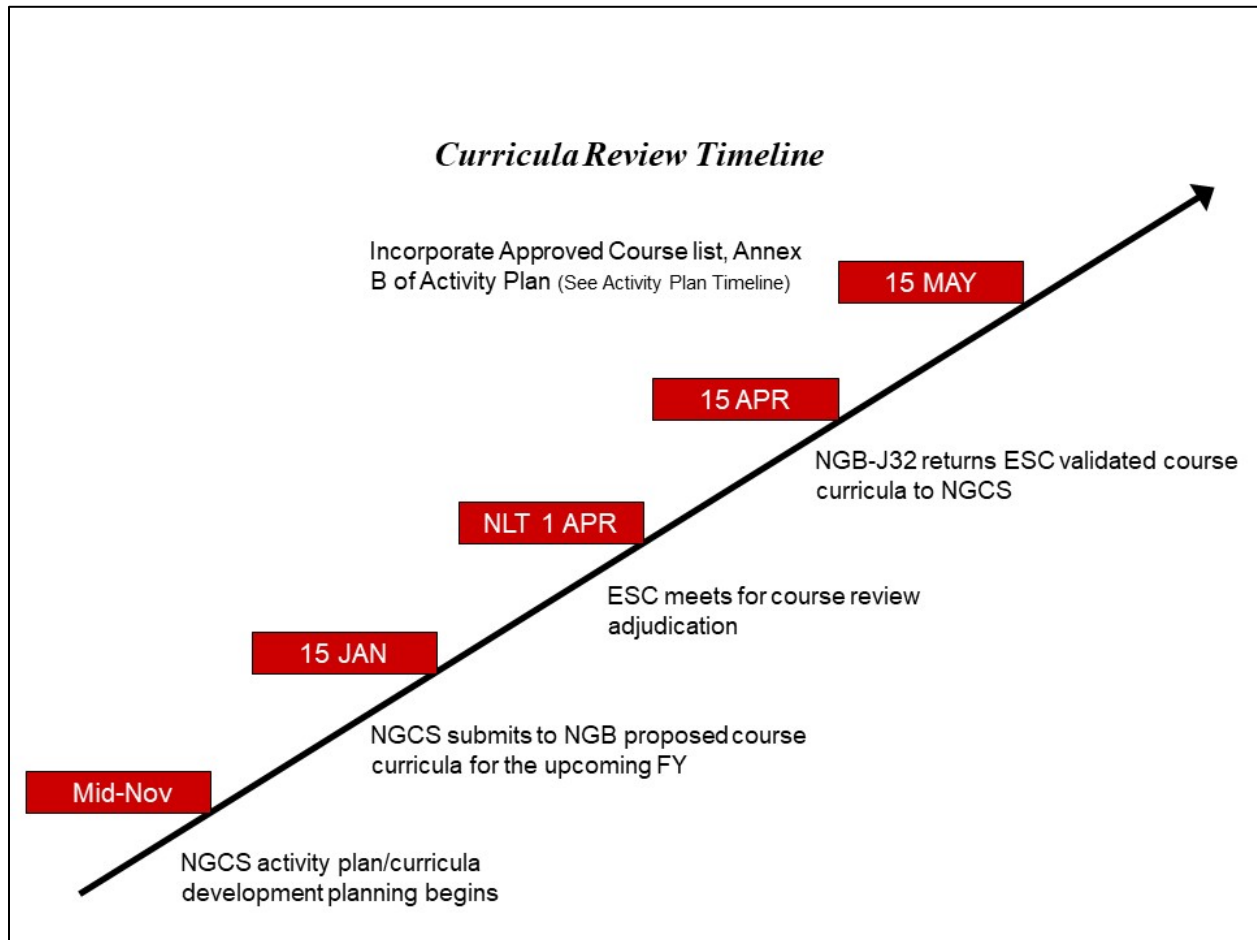 Curricula Review Timeline
Incorporate Approved Course list, Annex
B of Activity Plan (See Activity Plan Timeline)
15 MAY
15 APR
NGB-J32 returns ESC validated course
curricula to NGCS
NLT 1 APR
ESC meets for course review
adjudication
15 JAN
NGCS submits to NGB proposed course
curricula for the upcoming FY
Mid-Nov
NGCS activity plan/curricula
development planning begins